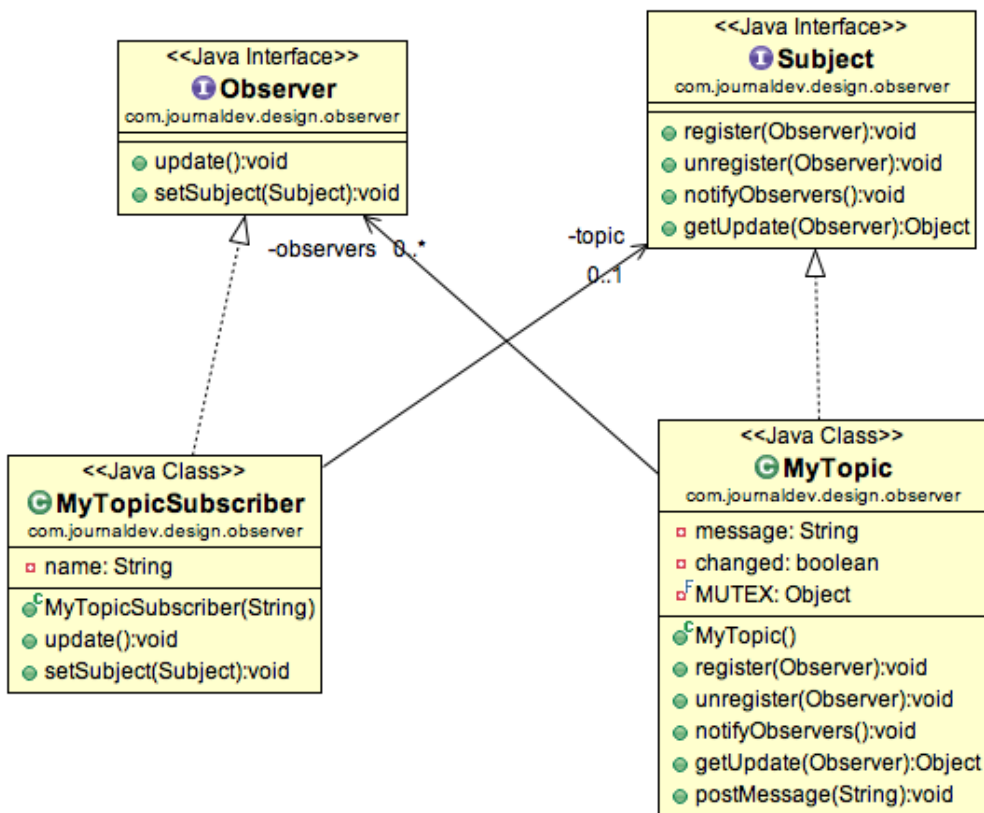 <<Java Interface>>
I Observer
com.journaldev.design.observer
update():void
setSubject(Subject):void
<<Java Interface>>
I Subject
com.journaldev.design.observer
register(Observer):void
unregister(Observer):void
notifyObservers():void
getUpdate(Observer):Object
-observers 0..*
-topic
0..1
<<Java Class>>
C MyTopicSubscriber
com.journaldev.design.observer
name: String
C MyTopicSubscriber(String)
update():void
setSubject(Subject):void
<<Java Class>>
C MyTopic
com.journaldev.design.observer
message: String
changed: boolean
F MUTEX: Object
C MyTopic()
register(Observer):void
unregister(Observer):void
notifyObservers():void
getUpdate(Observer):Object
postMessage(String):void